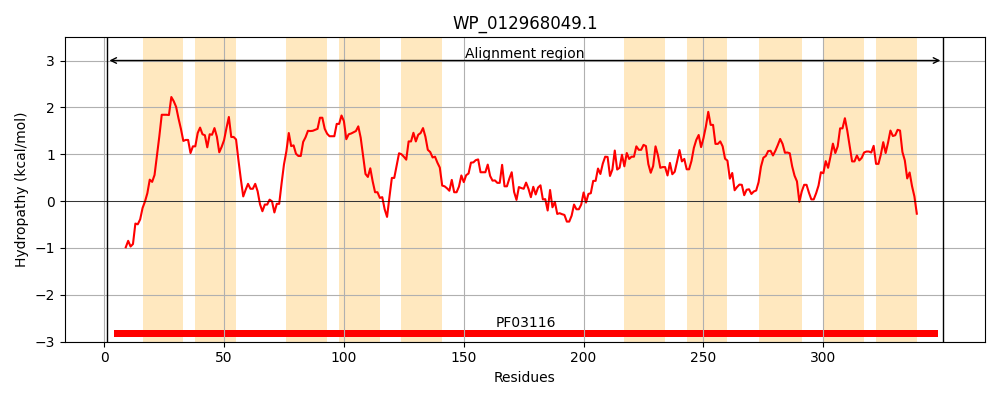 WP_012968049.1
Alignment region
3
2
1
0
−1
−2
−3
Hydropathy (kcal/mol)
PF03116
0
50
100
150
200
250
300
Residues